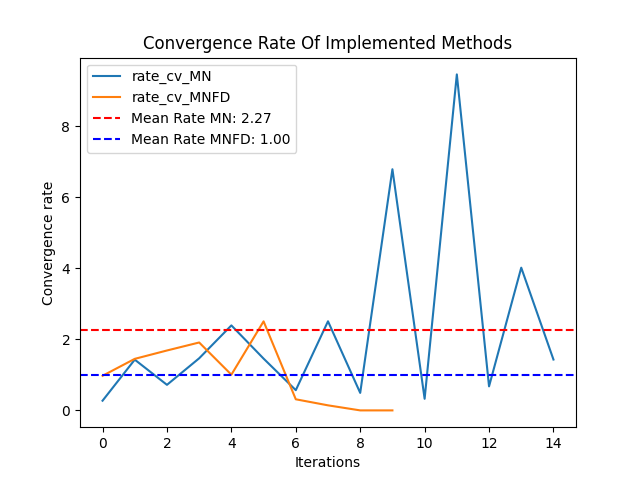 Convergence Rate Of Implemented Methods
rate_cv_MN
rate_cv_MNFD
Mean Rate MN: 2.27
Mean Rate MNFD: 1.00
Convergence rate
8
6
4
2
0
0 2 4 6 8 10 12 14
Iterations